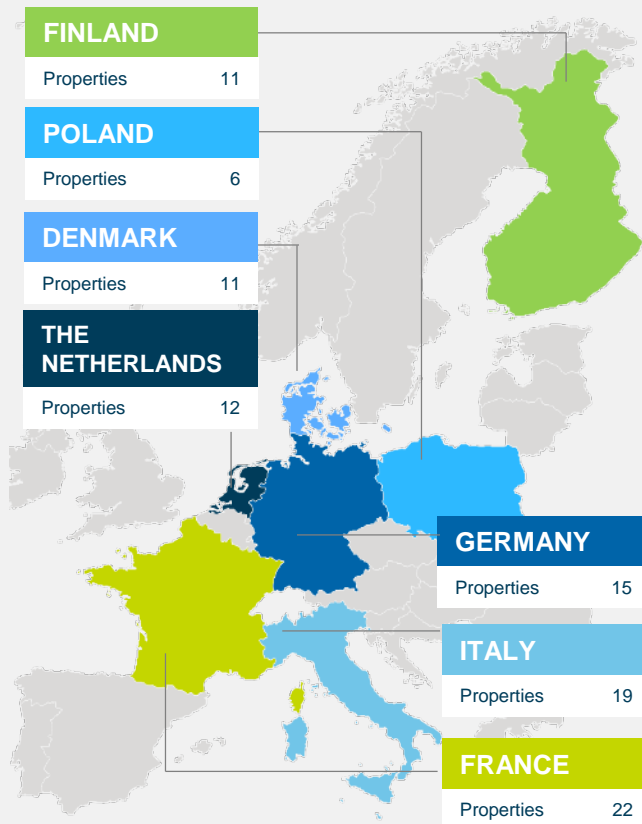 FINLAND
Properties 11
POLAND
Properties 6
DENMARK
Properties 11
THE
NETHERLANDS
Properties 12
GERMANY
Properties 15
ITALY
Properties 19
FRANCE
Properties 22